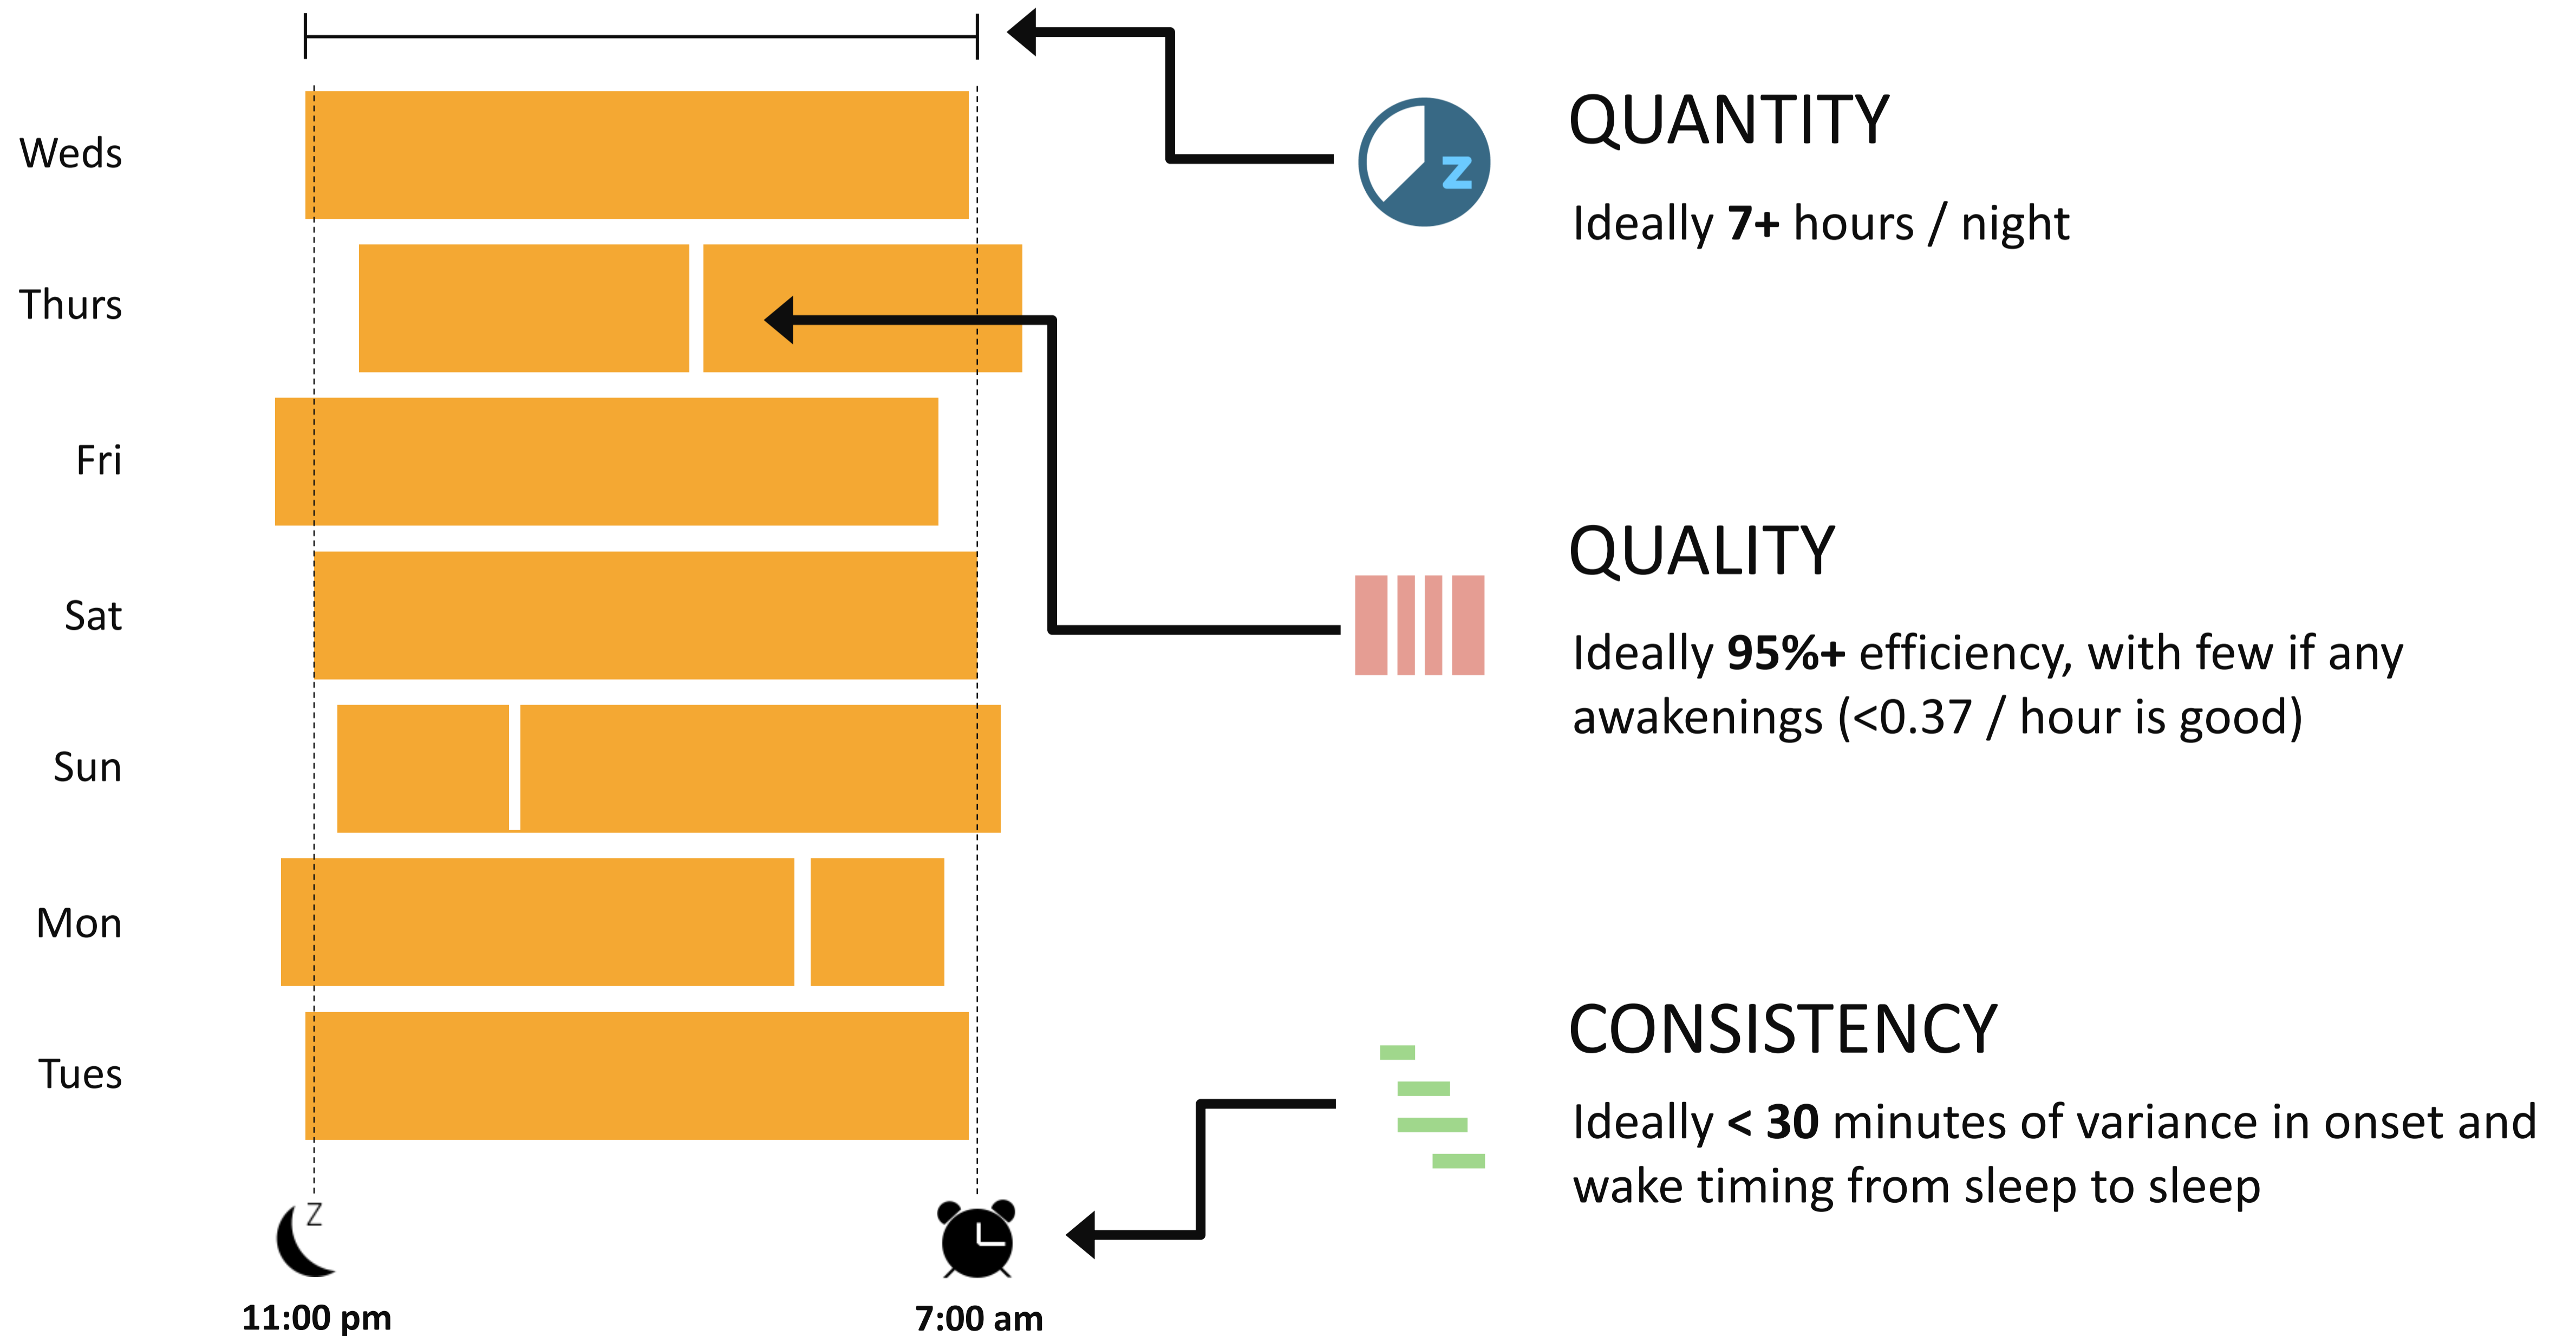 Weds
Thurs
Fri
Sat
Sun
Mon
Tues
Z
11:00 pm
7:00 am
z
QUANTITY
Ideally 7+ hours / night
QUALITY
Ideally 95%+ efficiency, with few if any
awakenings (<0.37 / hour is good)
CONSISTENCY
Ideally < 30 minutes of variance in onset and
wake timing from sleep to sleep